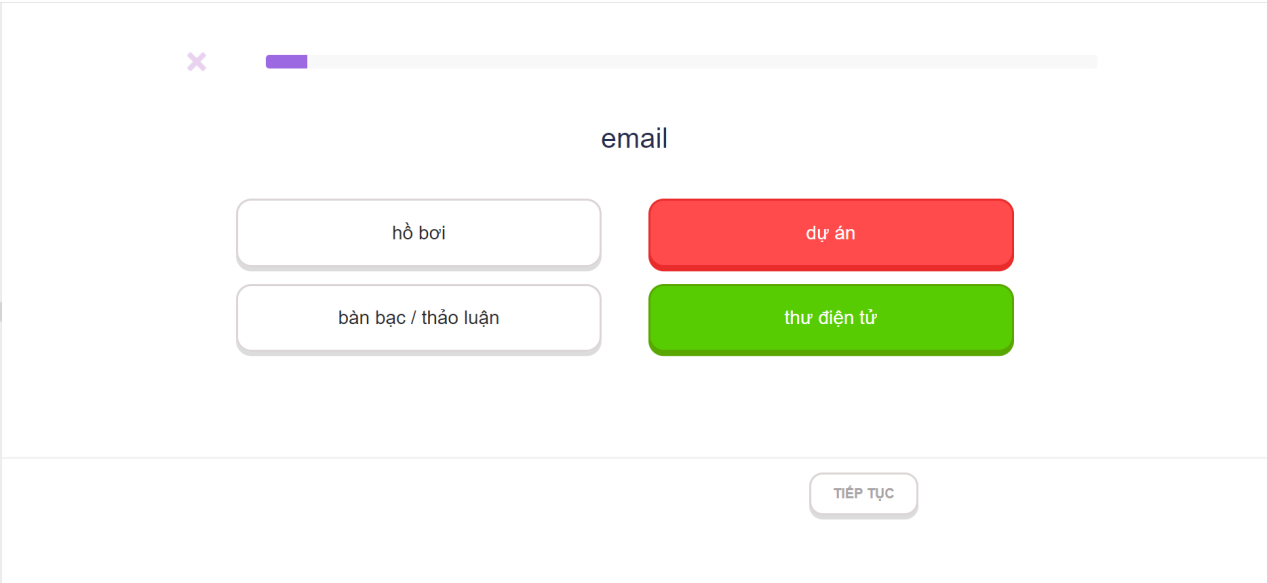 email
hồ bơi
dự án
bàn bạc / thảo luận
thư điện tử
TIẾP TỤC